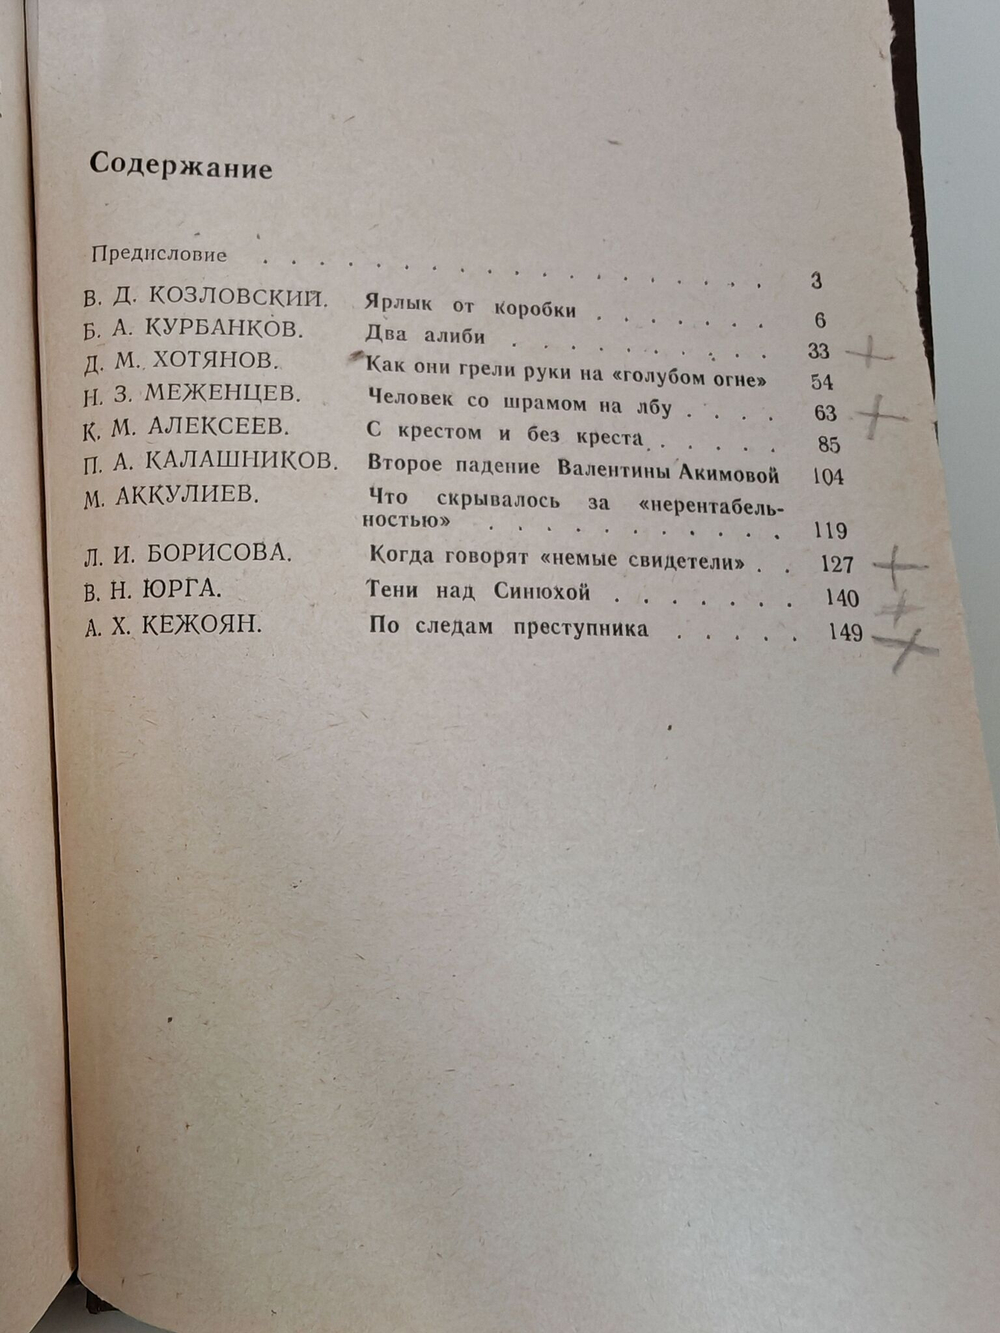 Содержание
Предисловие . . . . . . . . . . . . . . . . . . 3
В. Д. КОЗЛОВСКИЙ. Ярлык от коробки . . . . . . . 6
Б. А. КУРБАНКОВ. Два алиби . . . . . . . . . . 33 +
Д. М. ХОТЯНОВ. Как они грели руки на «голубом огне» 54
Н. З. МЕЖЕНЦЕВ. Человек со шрамом на лбу . . . . 63 +
К. М. АЛЕКСЕЕВ. С крестом и без креста . . . . . 85
П. А. КАЛАШНИКОВ. Второе падение Валентины Акимовой 104
М. АККУЛИЕВ. Что скрывалось за «нерентабель-
ностью» . . . . . . . . . . . 119
Л. И. БОРИСОВА. Когда говорят «немые свидетели» . . 127 +
В. Н. ЮРГА. Тени над Синюхой . . . . . . . 140 +
А. Х. КЕЖОЯН. По следам преступника . . . . . 149 +